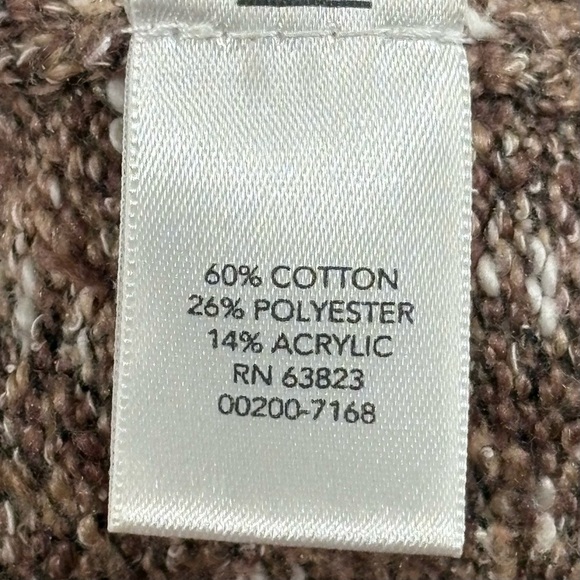 60% COTTON
26% POLYESTER
14% ACRYLIC
RN 63823
00200-7168